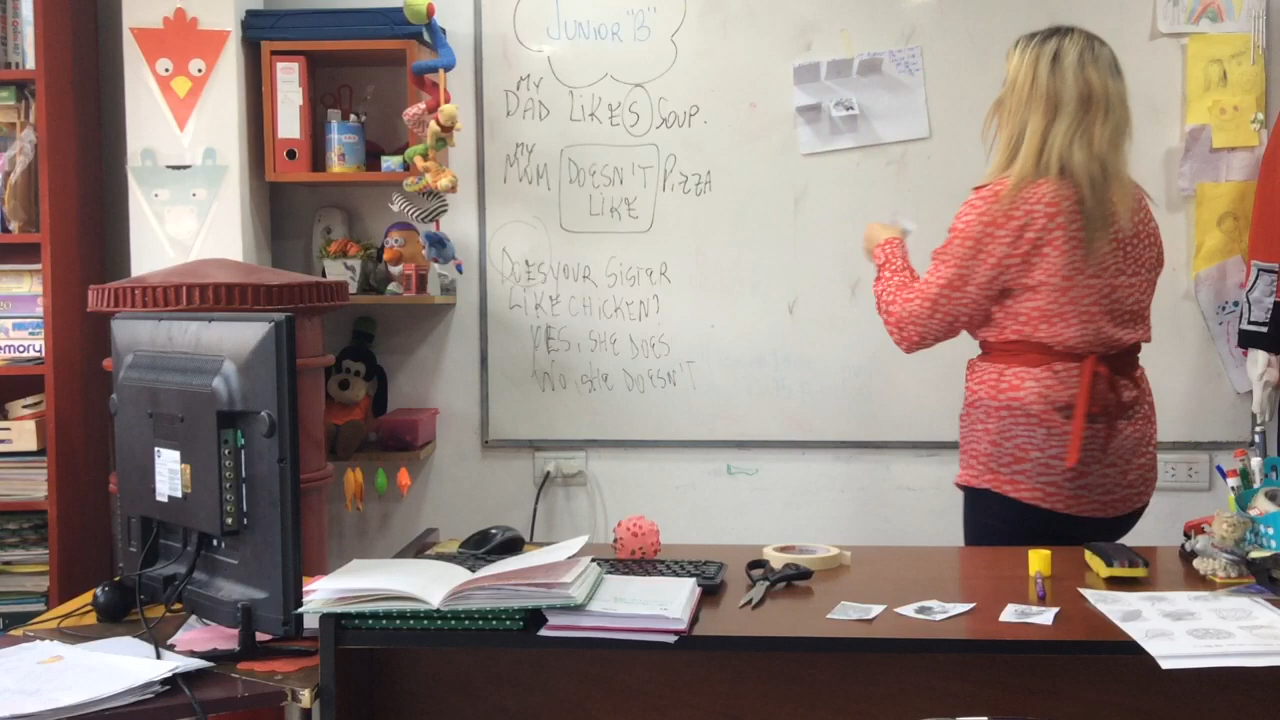 JUNIOR "B"
MY
DAD LIKES SOUP.
MY
MUM DOESN'T PIZZA
LIKE
DOES YOUR SISTER
LIKE CHICKEN?
YES, SHE DOES
NO, SHE DOESN'T
emory